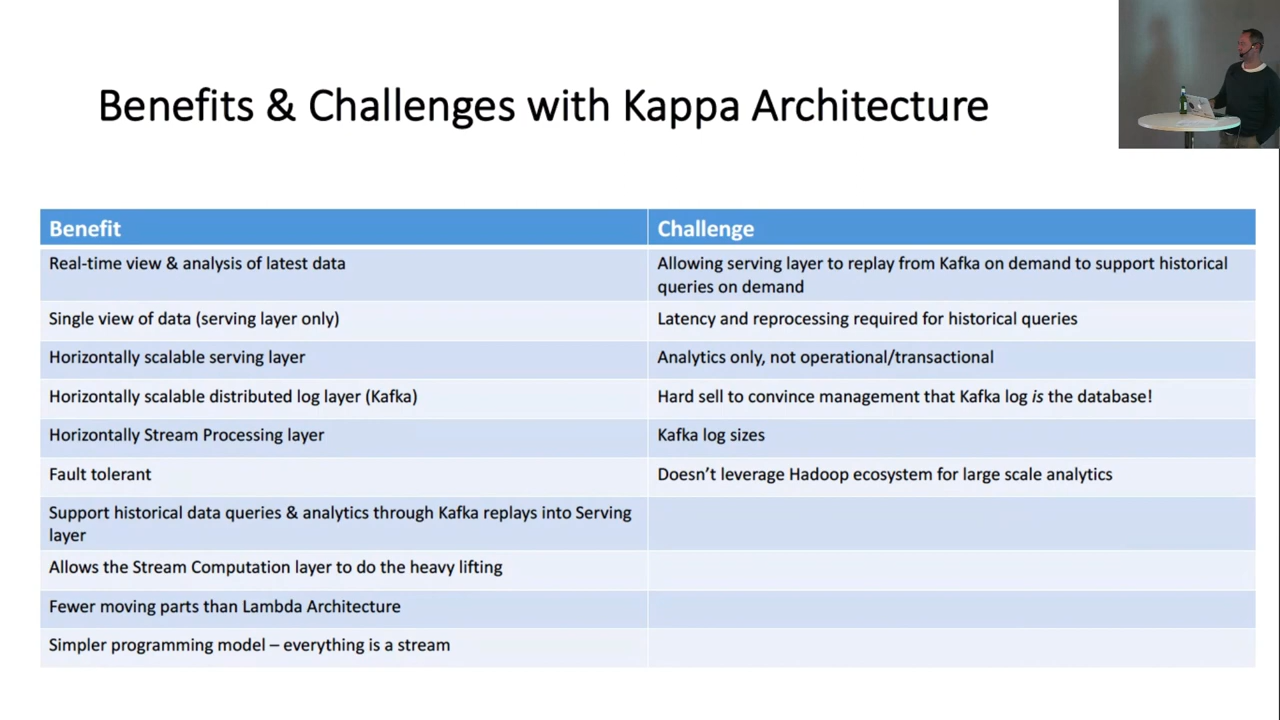 Benefits & Challenges with Kappa Architecture
Benefit
Challenge
Real-time view & analysis of latest data
Allowing serving layer to replay from Kafka on demand to support historical
queries on demand
Single view of data (serving layer only)
Latency and reprocessing required for historical queries
Horizontally scalable serving layer
Analytics only, not operational/transactional
Horizontally scalable distributed log layer (Kafka)
Hard sell to convince management that Kafka log is the database!
Horizontally Stream Processing layer
Kafka log sizes
Fault tolerant
Doesn’t leverage Hadoop ecosystem for large scale analytics
Support historical data queries & analytics through Kafka replays into Serving
layer
Allows the Stream Computation layer to do the heavy lifting
Fewer moving parts than Lambda Architecture
Simpler programming model – everything is a stream